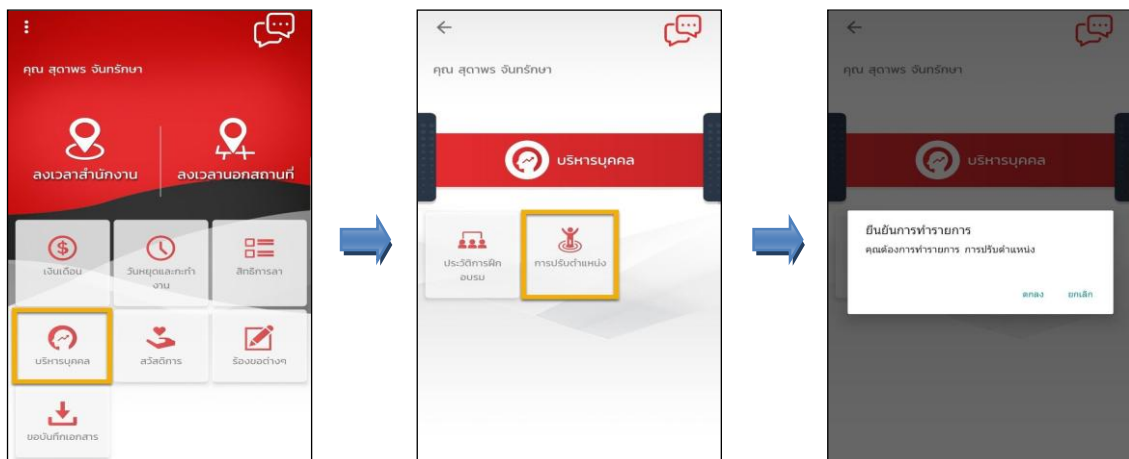 คุณ สุดาพร จันทรักษา
ลงเวลาสำนักงาน
ลงเวลานอกสถานที่
เงินเดือน
วันหยุดและกะทำ
งาน
สิทธิการลา
บริหารบุคคล
สวัสดิการ
ร้องขอต่างๆ
ขอบันทึกเอกสาร
คุณ สุดาพร จันทรักษา
บริหารบุคคล
ประวัติการฝึก
อบรม
การปรับตำแหน่ง
คุณ สุดาพร จันทรักษา
บริหารบุคคล
ยืนยันการทำรายการ
คุณต้องการทำรายการ การปรับตำแหน่ง
ตกลง
ยกเลิก